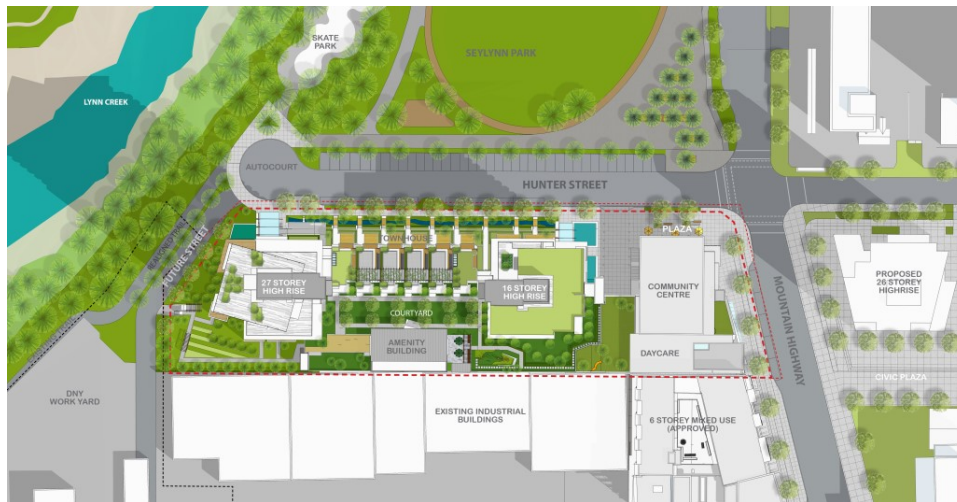 SKATE
PARK
SEYLYNN PARK
LYNN CREEK
AUTOCOURT
HUNTER STREET
FUTURE STREET
TOWNHOUSE
PLAZA
27 STOREY
HIGH RISE
16 STOREY
HIGH RISE
COMMUNITY
CENTRE
PROPOSED
26 STOREY
HIGHRISE
MOUNTAIN HIGHWAY
COURTYARD
AMENITY
BUILDING
DAYCARE
CIVIC PLAZA
DNV
WORK YARD
EXISTING INDUSTRIAL
BUILDINGS
6 STOREY MIXED USE
(APPROVED)